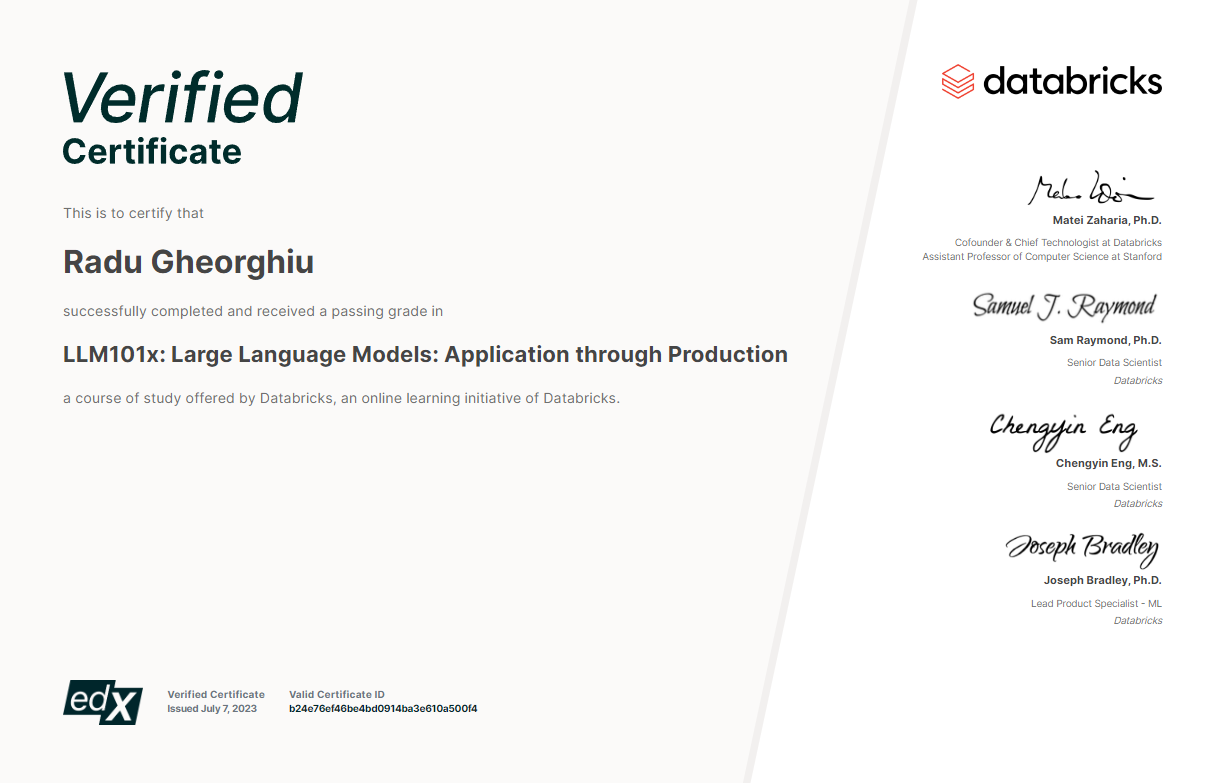 Verified
Certificate
This is to certify that
Radu Gheorghiu
successfully completed and received a passing grade in
LLM101x: Large Language Models: Application through Production
a course of study offered by Databricks, an online learning initiative of Databricks.
edX
Verified Certificate
Issued July 7, 2023
Valid Certificate ID
b24e76ef46be4bd0914ba3e610a500f4
databricks
Matei Zaharia, Ph.D.
Cofounder & Chief Technologist at Databricks
Assistant Professor of Computer Science at Stanford
Samuel J. Raymond
Sam Raymond, Ph.D.
Senior Data Scientist
Databricks
Chengyin Eng
Chengyin Eng, M.S.
Senior Data Scientist
Databricks
Joseph Bradley
Joseph Bradley, Ph.D.
Lead Product Specialist - ML
Databricks